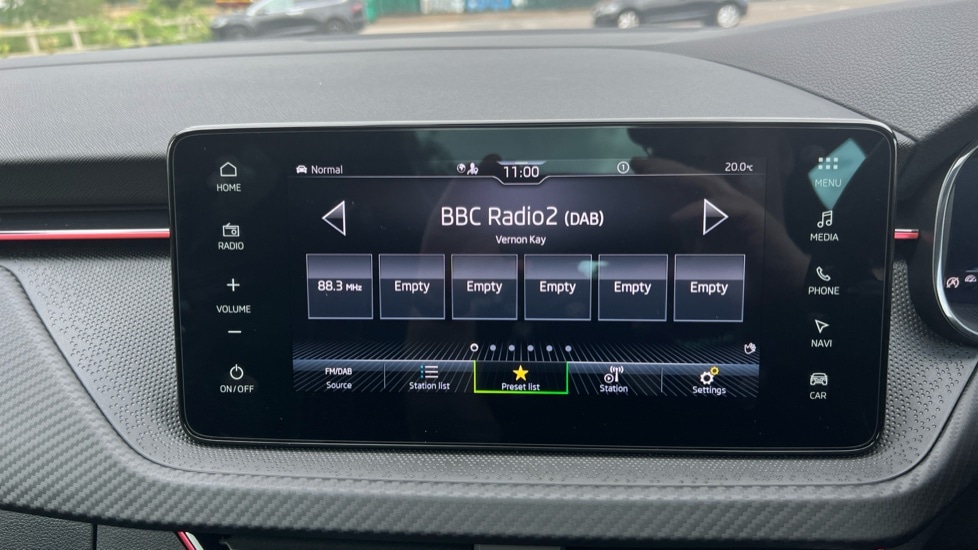 Normal
11:00
20.0°C
HOME
MENU
BBC Radio2 (DAB)
Vernon Kay
RADIO
MEDIA
88.3 MHz Empty Empty Empty Empty Empty
VOLUME
PHONE
NAVI
FM/DAB
Source
Station list
Preset list
Station
Settings
ON/OFF
CAR